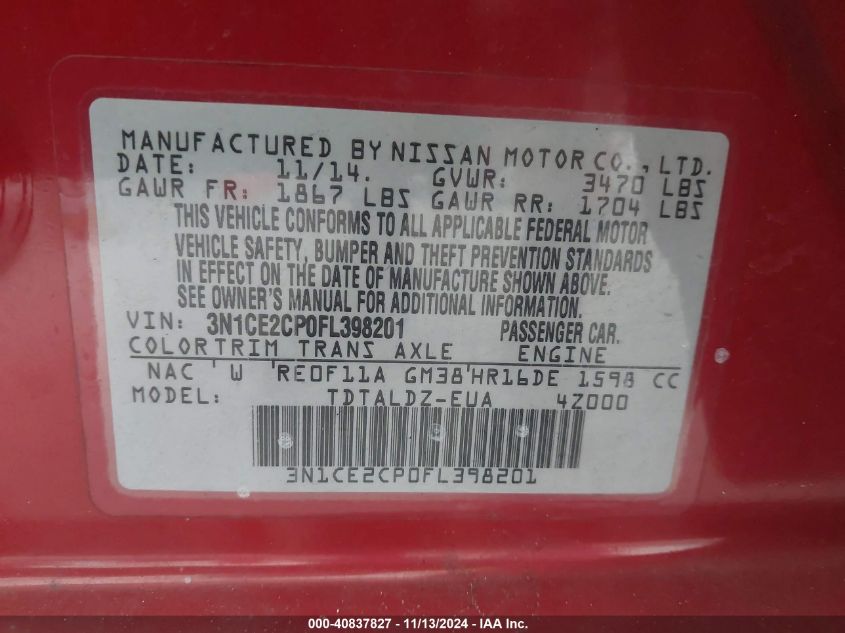 MANUFACTURED BY NISSAN MOTOR CO., LTD.
DATE: 11/14. GVWR: 3470 LBS
GAWR FR: 1867 LBS GAWR RR: 1704 LBS
THIS VEHICLE CONFORMS TO ALL APPLICABLE FEDERAL MOTOR
VEHICLE SAFETY, BUMPER AND THEFT PREVENTION STANDARDS
IN EFFECT ON THE DATE OF MANUFACTURE SHOWN ABOVE.
SEE OWNER'S MANUAL FOR ADDITIONAL INFORMATION.
VIN: 3N1CE2CP0FL398201 PASSENGER CAR.
COLOR TRIM TRANS AXLE ENGINE
NAC ' W 'RE0F11A GM38'HR16DE 1598 CC
MODEL: TDTALDZ-EUA 4Z000
3N1CE2CP0FL398201
000-40837827 - 11/13/2024 - IAA, Inc.